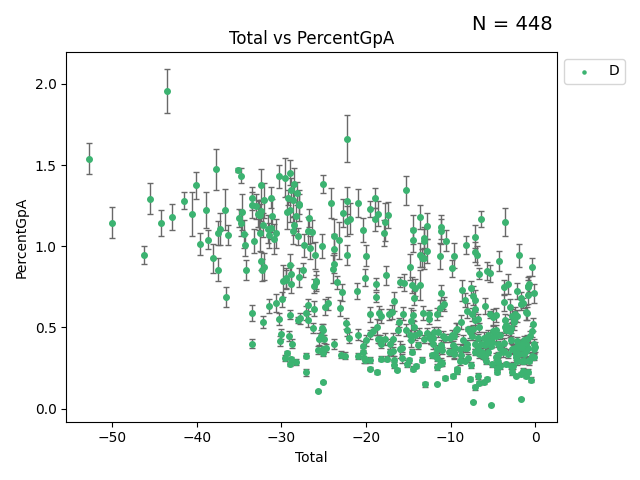 N = 448
Total vs PercentGpA
D
PercentGpA
2.0
1.5
1.0
0.5
0.0
−50 −40 −30 −20 −10 0
Total